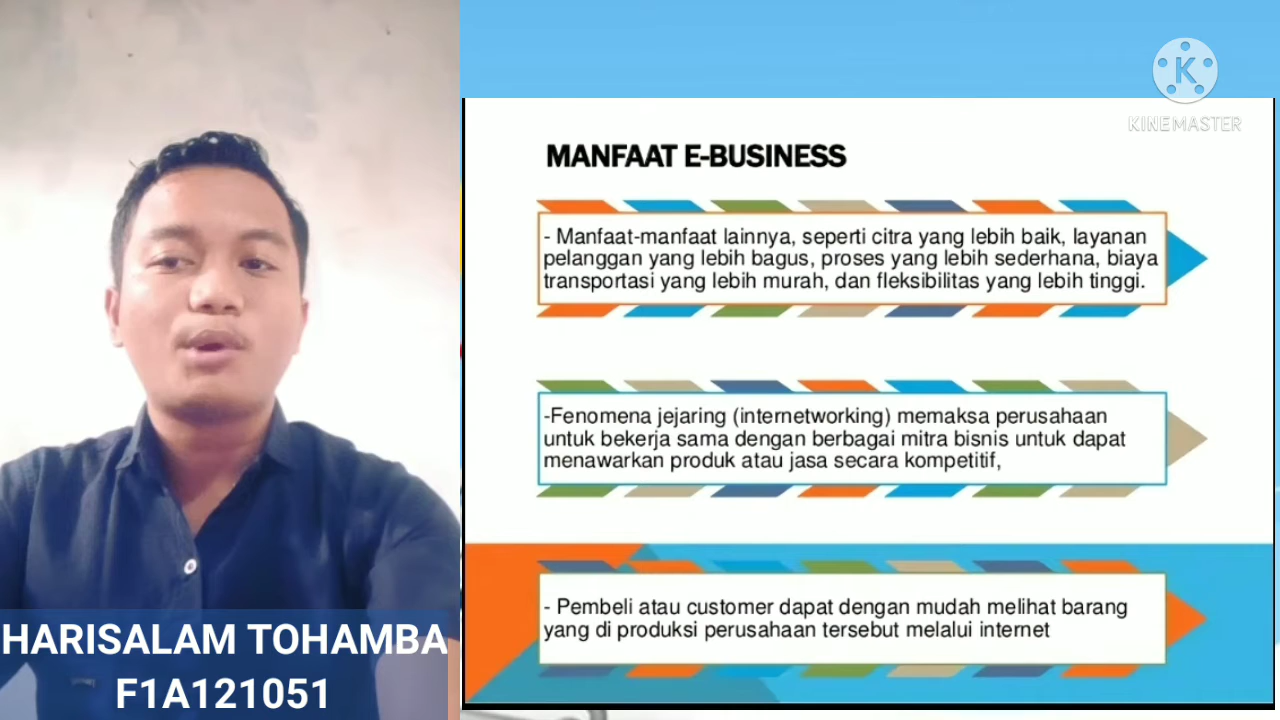 HARISALAM TOHAMBA
F1A121051
K
KINEMASTER
MANFAAT E-BUSINESS
- Manfaat-manfaat lainnya, seperti citra yang lebih baik, layanan
pelanggan yang lebih bagus, proses yang lebih sederhana, biaya
transportasi yang lebih murah, dan fleksibilitas yang lebih tinggi.
-Fenomena jejaring (internetworking) memaksa perusahaan
untuk bekerja sama dengan berbagai mitra bisnis untuk dapat
menawarkan produk atau jasa secara kompetitif,
- Pembeli atau customer dapat dengan mudah melihat barang
yang di produksi perusahaan tersebut melalui internet